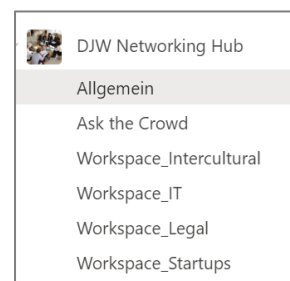 DJW Networking Hub
Allgemein
Ask the Crowd
Workspace_Intercultural
Workspace_IT
Workspace_Legal
Workspace_Startups